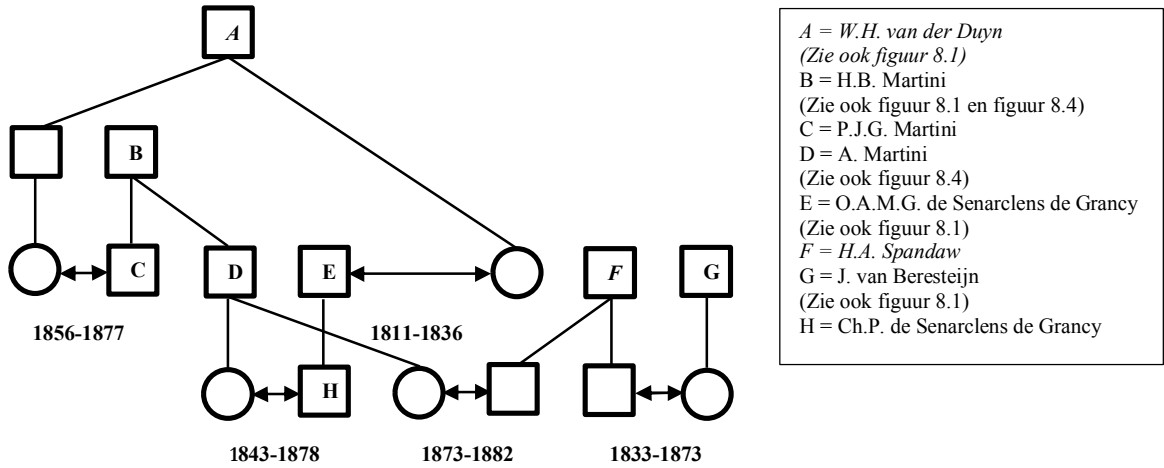 A
B
C
D
E
F
G
1856-1877
1811-1836
H
1843-1878
1873-1882
1833-1873
A = W.H. van der Duyn
(Zie ook figuur 8.1)
B = H.B. Martini
(Zie ook figuur 8.1 en figuur 8.4)
C = P.J.G. Martini
D = A. Martini
(Zie ook figuur 8.4)
E = O.A.M.G. de Senarclens de Grancy
(Zie ook figuur 8.1)
F = H.A. Spandaw
G = J. van Beresteijn
(Zie ook figuur 8.1)
H = Ch.P. de Senarclens de Grancy